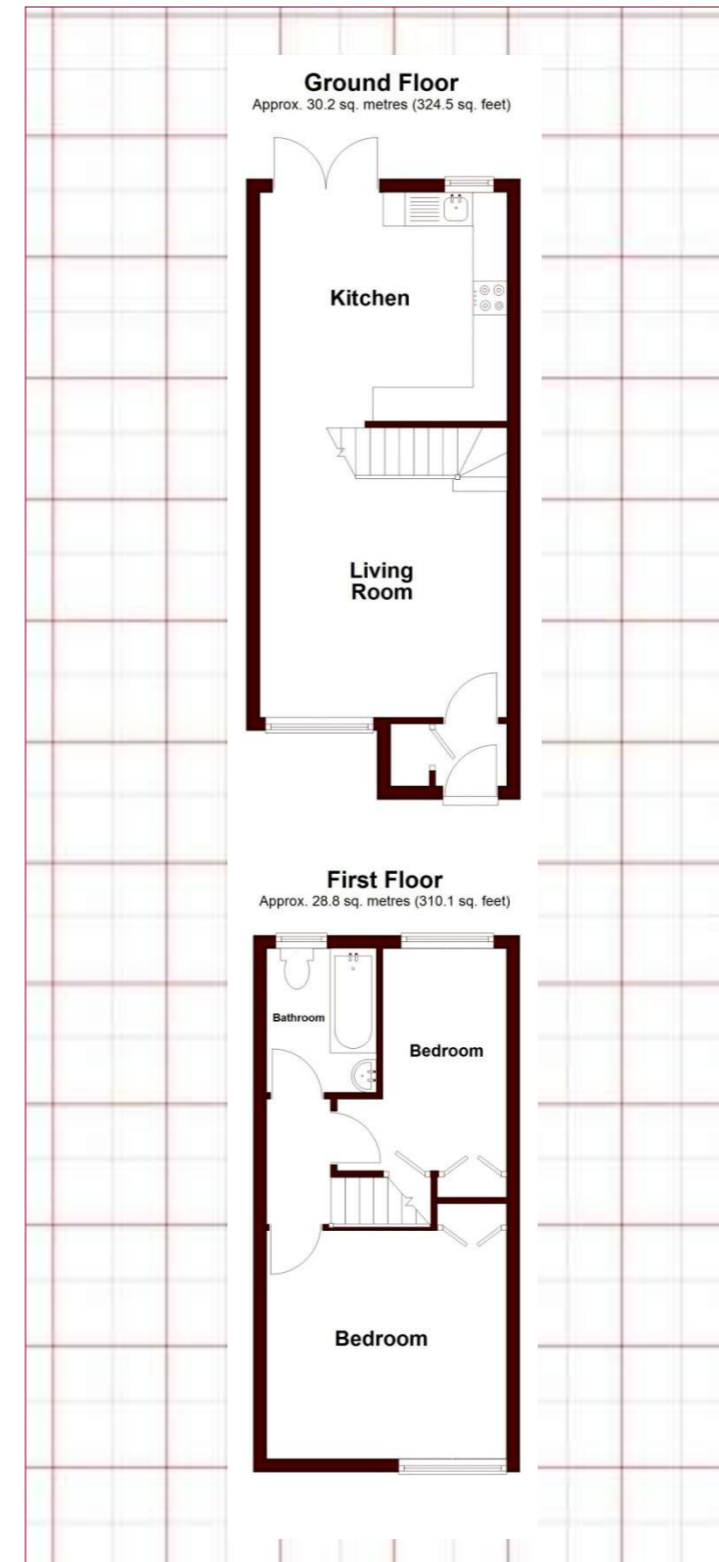 Ground Floor
Approx. 30.2 sq. metres (324.5 sq. feet)
Kitchen
Living
Room
First Floor
Approx. 28.8 sq. metres (310.1 sq. feet)
Bathroom
Bedroom
Bedroom